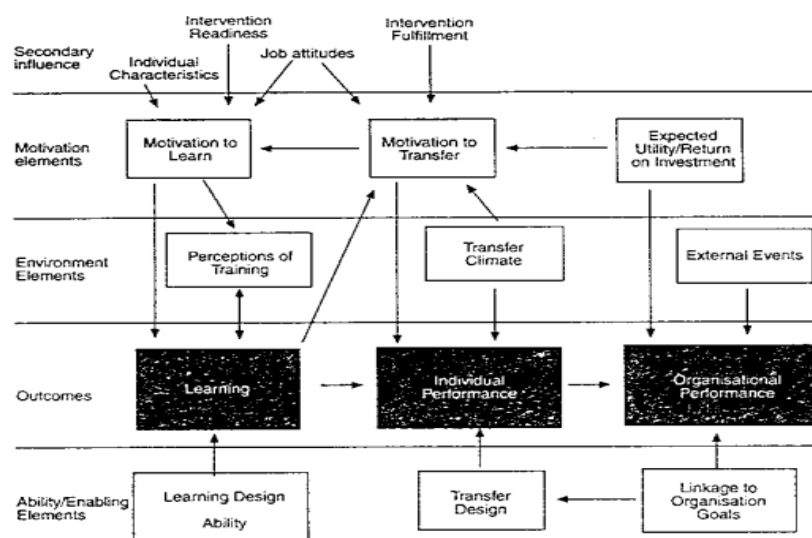 Secondary
influence
Individual
Characteristics
Intervention
Readiness
Job attitudes
Intervention
Fulfillment
Motivation
elements
Motivation to
Learn
Motivation to
Transfer
Expected
Utility/Return
on Investment
Environment
Elements
Perceptions of
Training
Transfer
Climate
External Events
Outcomes
Learning
Individual
Performance
Organisational
Performance
Ability/Enabling
Elements
Learning Design
Ability
Transfer
Design
Linkage to
Organisation
Goals